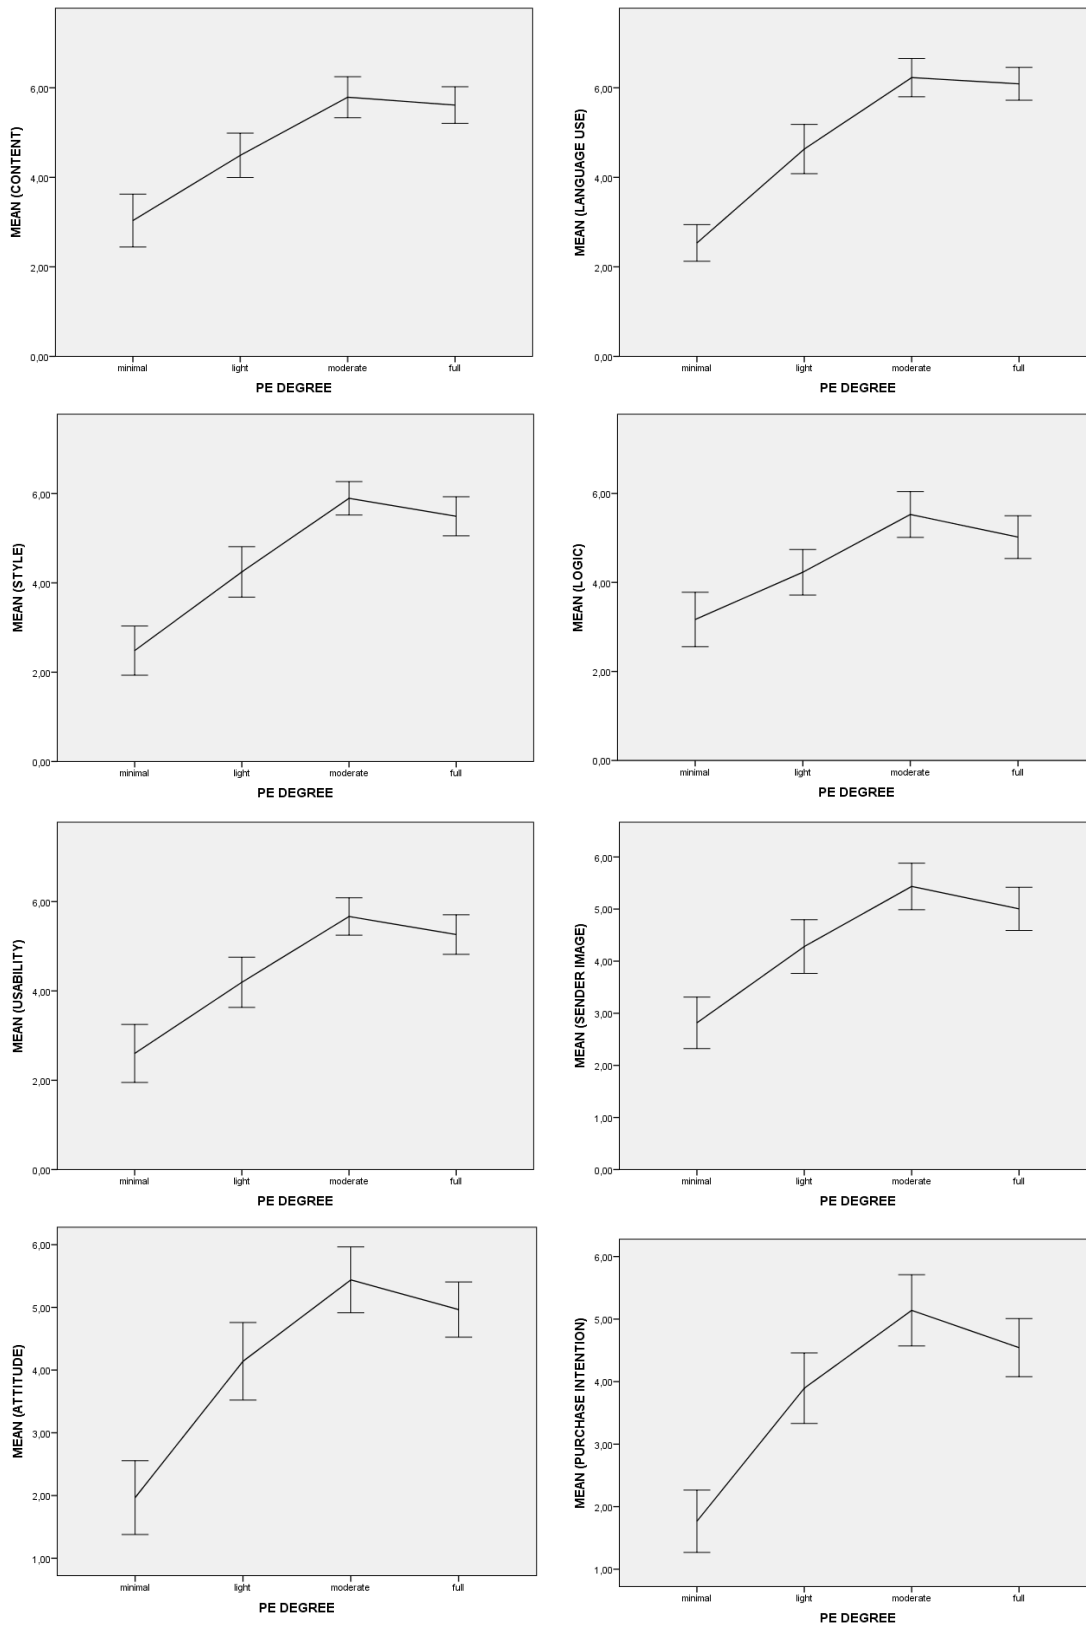 MEAN (CONTENT)
6,00
4,00
2,00
0,00
minimal light moderate full
PE DEGREE
MEAN (LANGUAGE USE)
6,00
4,00
2,00
0,00
minimal light moderate full
PE DEGREE
MEAN (STYLE)
6,00
4,00
2,00
0,00
minimal light moderate full
PE DEGREE
MEAN (LOGIC)
6,00
4,00
2,00
0,00
minimal light moderate full
PE DEGREE
MEAN (USABILITY)
6,00
4,00
2,00
0,00
minimal light moderate full
PE DEGREE
MEAN (SENDER IMAGE)
6,00
5,00
4,00
3,00
2,00
1,00
0,00
minimal light moderate full
PE DEGREE
MEAN (ATTITUDE)
6,00
5,00
4,00
3,00
2,00
1,00
minimal light moderate full
PE DEGREE
MEAN (PURCHASE INTENTION)
6,00
5,00
4,00
3,00
2,00
1,00
minimal light moderate full
PE DEGREE